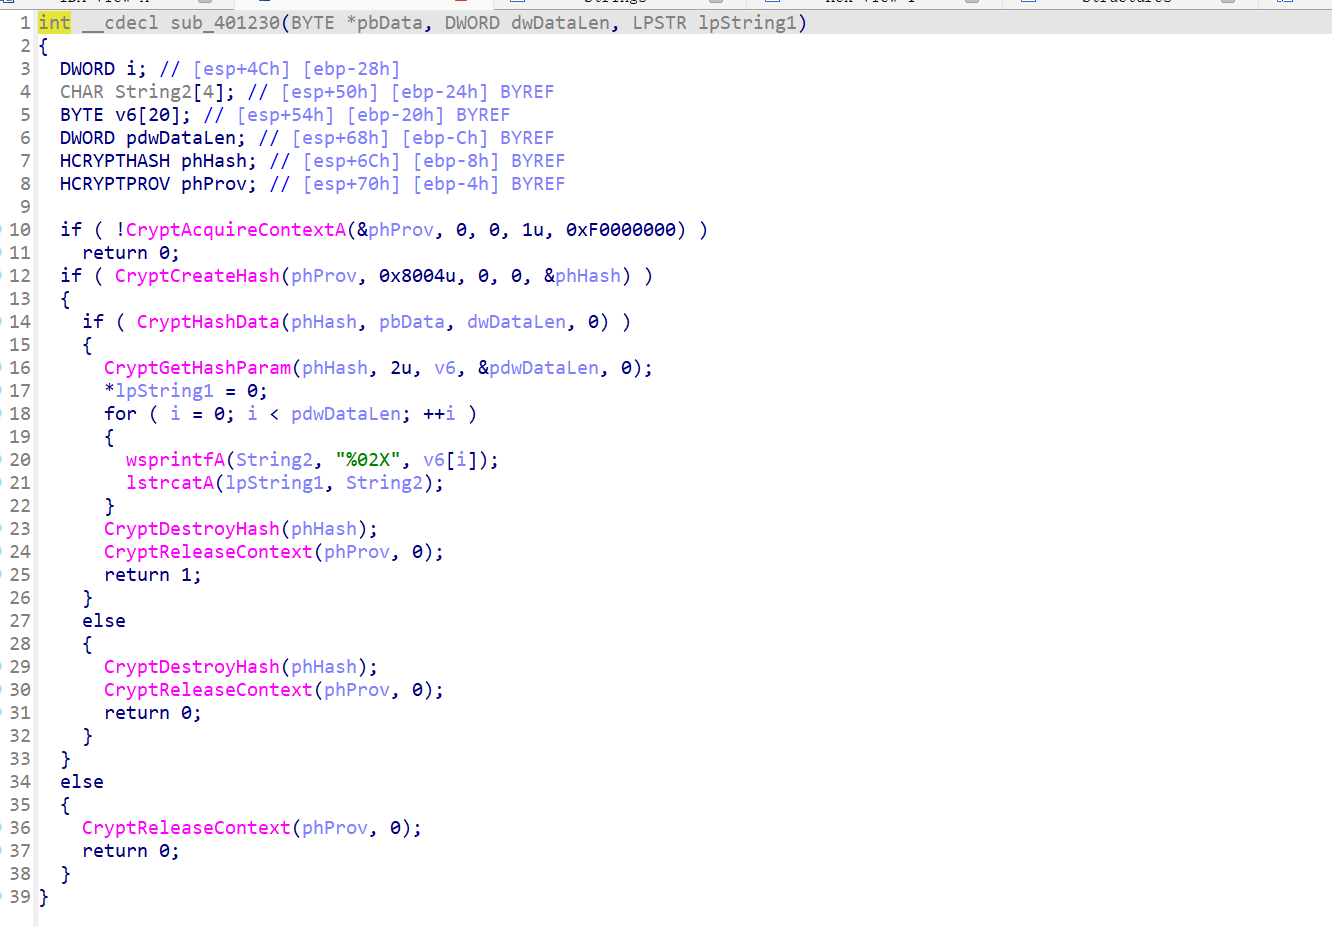 1 int __cdecl sub_401230(BYTE *pbData, DWORD dwDataLen, LPSTR lpString1)
2 {
3   DWORD i; // [esp+4Ch] [ebp-28h]
4   CHAR String2[4]; // [esp+50h] [ebp-24h] BYREF
5   BYTE v6[20]; // [esp+54h] [ebp-20h] BYREF
6   DWORD pdwDataLen; // [esp+68h] [ebp-Ch] BYREF
7   HCRYPTHASH phHash; // [esp+6Ch] [ebp-8h] BYREF
8   HCRYPTPROV phProv; // [esp+70h] [ebp-4h] BYREF
9
10   if ( !CryptAcquireContextA(&phProv, 0, 0, 1u, 0xF0000000) )
11     return 0;
12   if ( CryptCreateHash(phProv, 0x8004u, 0, 0, &phHash) )
13   {
14     if ( CryptHashData(phHash, pbData, dwDataLen, 0) )
15     {
16       CryptGetHashParam(phHash, 2u, v6, &pdwDataLen, 0);
17       *lpString1 = 0;
18       for ( i = 0; i < pdwDataLen; ++i )
19       {
20         wsprintfA(String2, "%02X", v6[i]);
21         lstrcatA(lpString1, String2);
22       }
23       CryptDestroyHash(phHash);
24       CryptReleaseContext(phProv, 0);
25       return 1;
26     }
27     else
28     {
29       CryptDestroyHash(phHash);
30       CryptReleaseContext(phProv, 0);
31       return 0;
32     }
33   }
34   else
35   {
36     CryptReleaseContext(phProv, 0);
37     return 0;
38   }
39 }